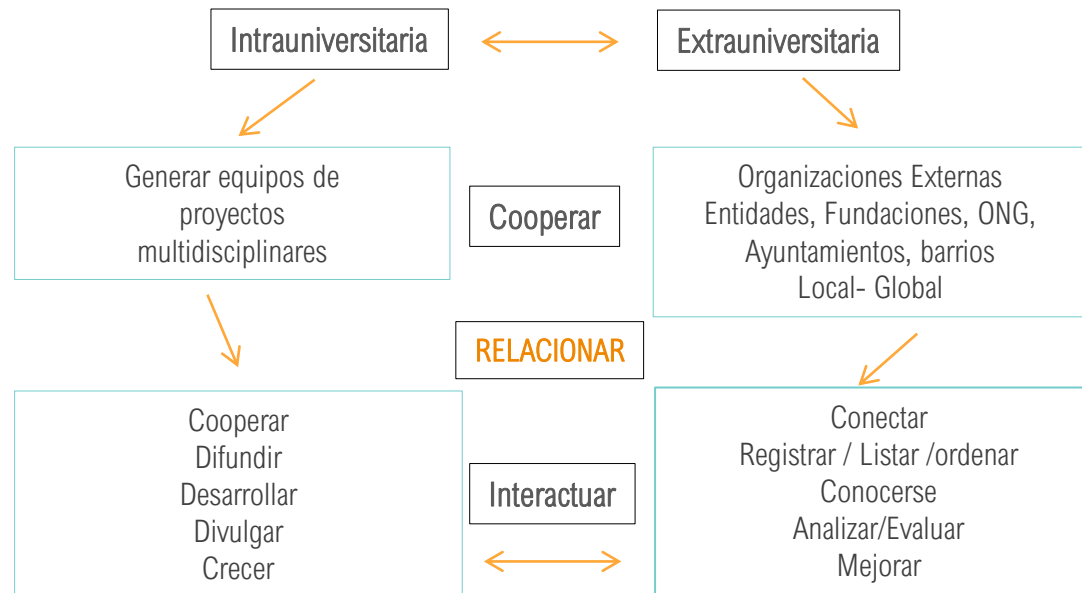 Intrauniversitaria
Extrauniversitaria
Generar equipos de
proyectos
multidisciplinares
Cooperar
Organizaciones Externas
Entidades, Fundaciones, ONG,
Ayuntamientos, barrios
Local- Global
RELACIONAR
Cooperar
Difundir
Desarrollar
Divulgar
Crecer
Interactuar
Conectar
Registrar / Listar /ordenar
Conocerse
Analizar/Evaluar
Mejorar